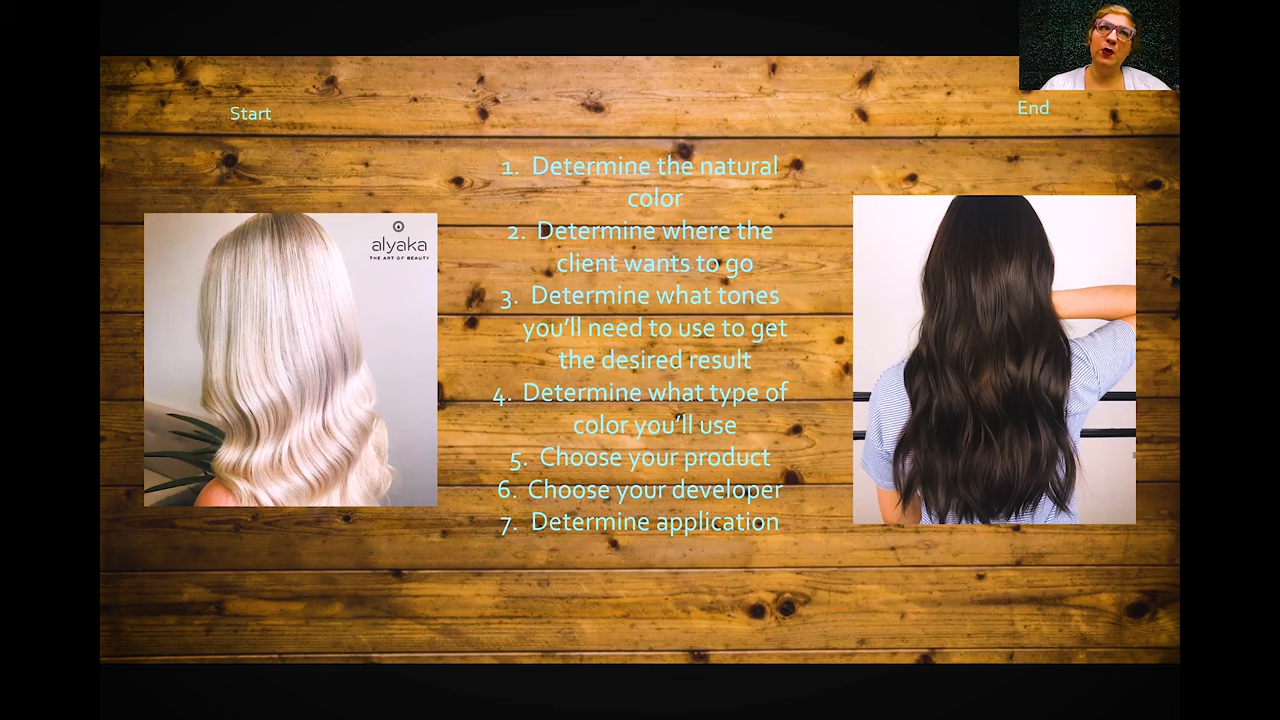 Start
End
1. Determine the natural
color
2. Determine where the
client wants to go
3. Determine what tones
you'll need to use to get
the desired result
4. Determine what type of
color you'll use
5. Choose your product
6. Choose your developer
7. Determine application
alyaka
THE ART OF BEAUTY